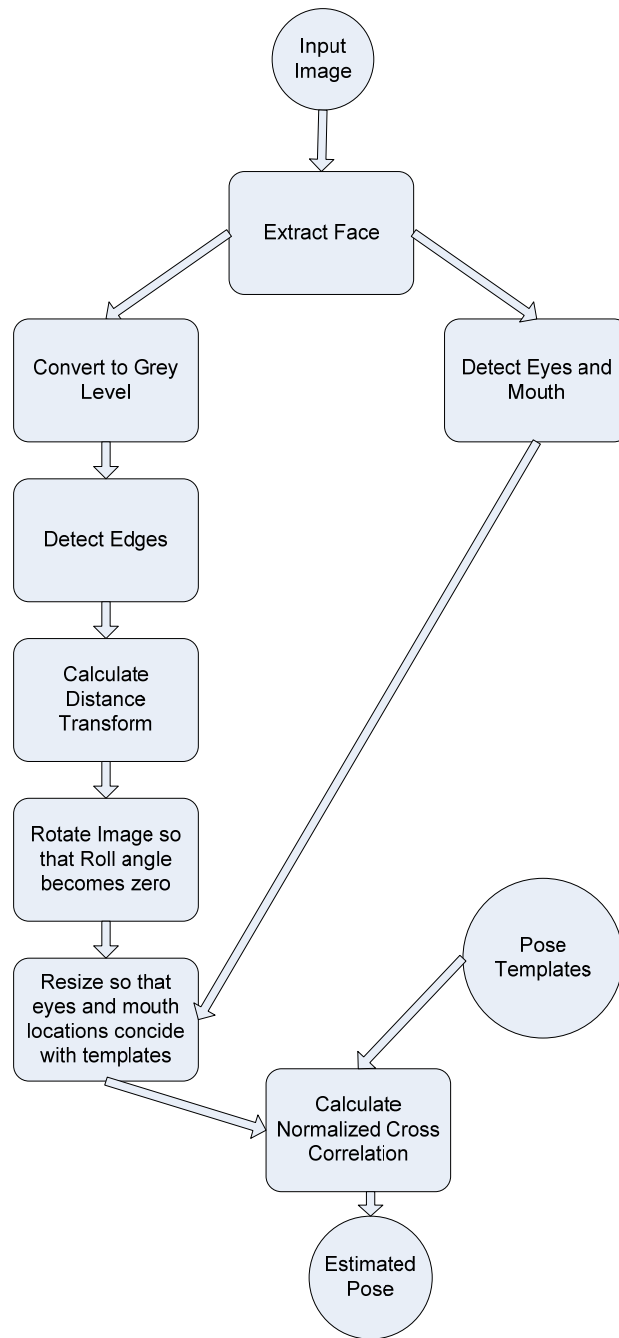 Input
Image
Extract Face
Convert to Grey
Level
Detect Eyes and
Mouth
Detect Edges
Calculate
Distance
Transform
Rotate Image so
that Roll angle
becomes zero
Pose
Templates
Resize so that
eyes and mouth
locations concide
with templates
Calculate
Normalized Cross
Correlation
Estimated
Pose